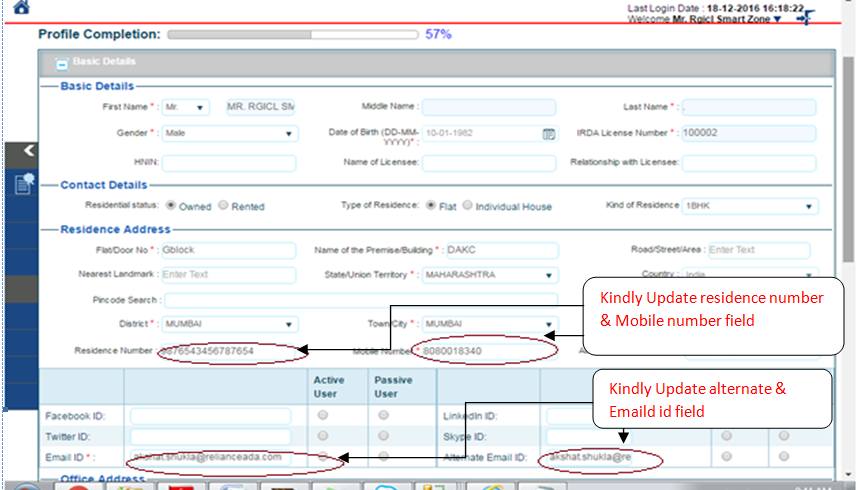 Last Login Date : 18-12-2016 16:18:22
Welcome Mr. Rgicl Smart Zone
Profile Completion: 57%
Basic Details
Basic Details
First Name * : Mr. MR. RGICL SM Middle Name : Last Name * :
Gender * : Male Date of Birth (DD-MM- 10-01-1982 IRDA License Number * : 100002
YYYY)* :
HNIN: Name of Licensee: Relationship with Licensee:
Contact Details
Residential status: Owned Rented Type of Residence: Flat Individual House Kind of Residence 1BHK
Residence Address
Flat/Door No * : Gblock Name of the Premise/Building * : DAKC Road/Street/Area : Enter Text
Nearest Landmark : Enter Text State/Union Territory * : MAHARASHTRA Country : India
Pincode Search :
Kindly Update residence number
& Mobile number field
District * : MUMBAI Town/City * : MUMBAI
Residence Number : 9876543456787654 Mobile Number * 8080018340
Active User Passive User
Kindly Update alternate &
Emaild id field
Facebook ID: LinkedIn ID:
Twitter ID: Skype ID:
Email ID * : akshat.shukla@relianceada.com Alternate Email ID: akshat.shukla@re
Office Address